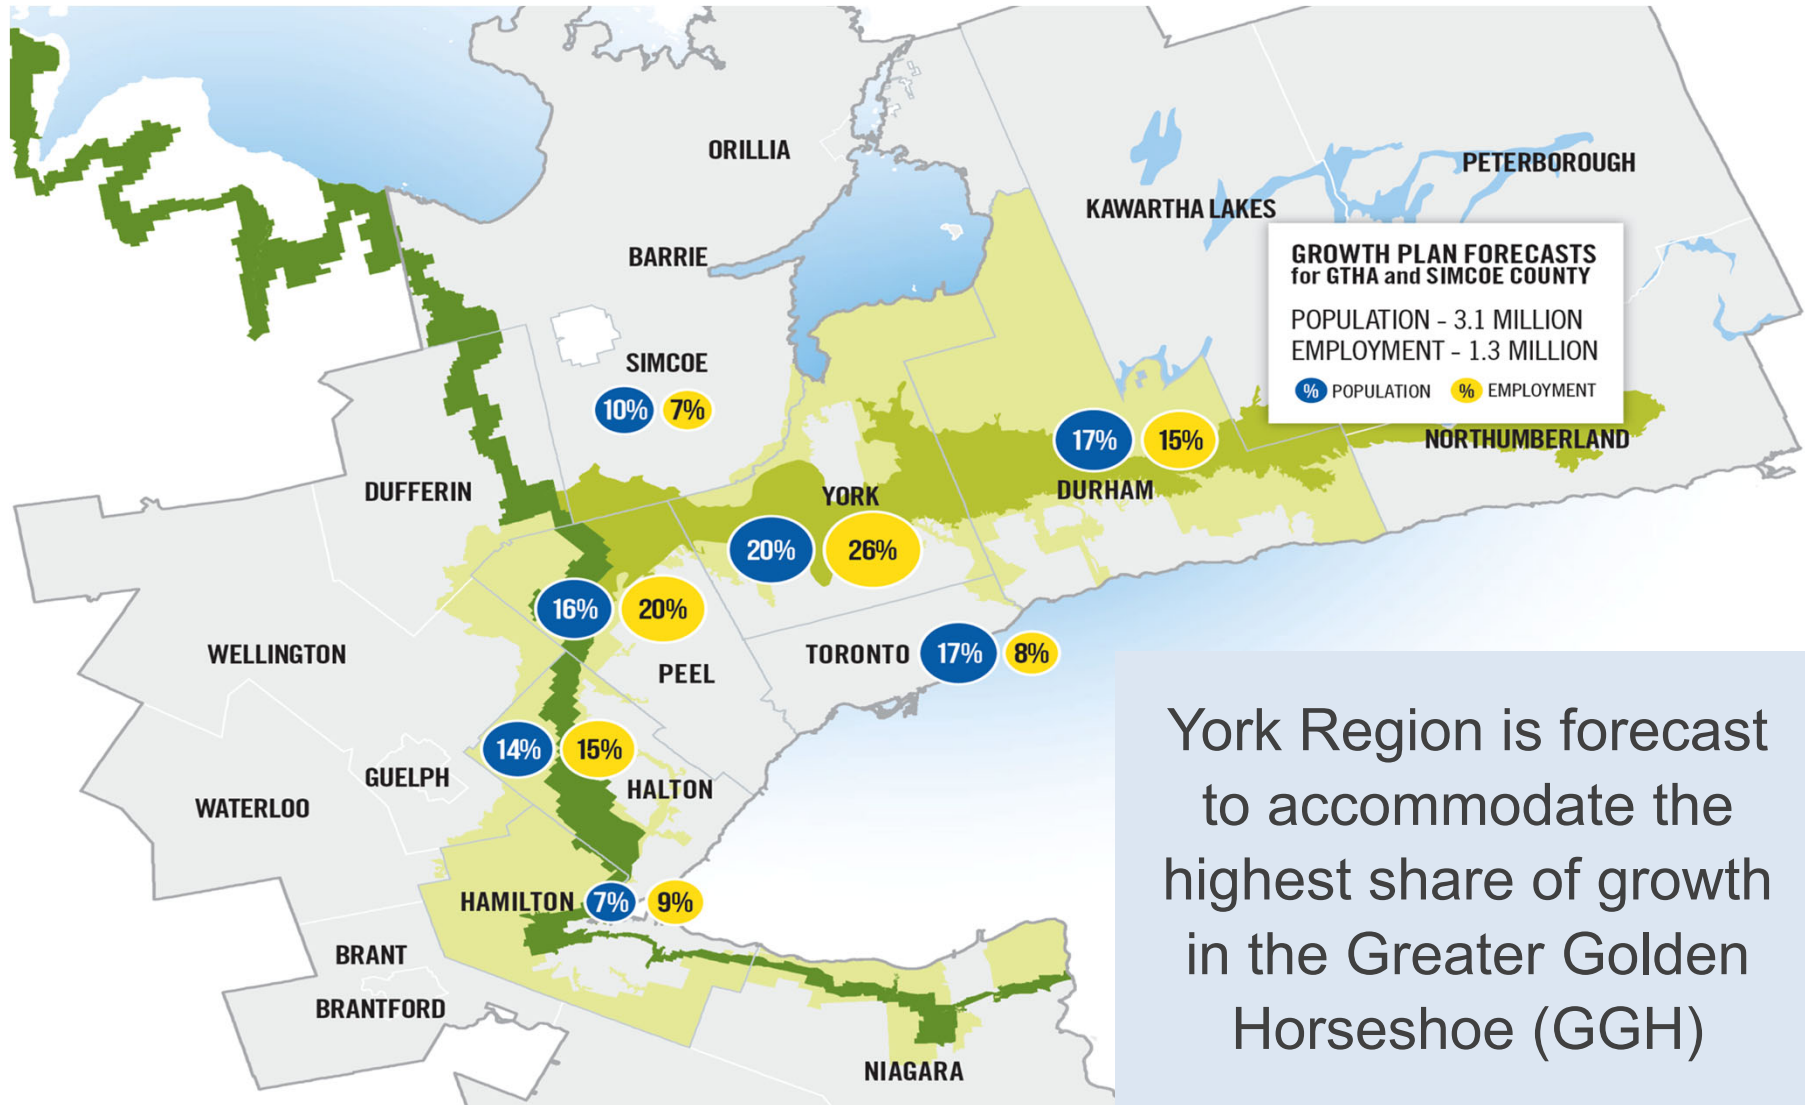 ORILLIA
PETERBOROUGH
KAWARTHA LAKES
BARRIE
GROWTH PLAN FORECASTS
for GTHA and SIMCOE COUNTY
POPULATION - 3.1 MILLION
EMPLOYMENT - 1.3 MILLION
% POPULATION % EMPLOYMENT
SIMCOE
10% 7%
17% 15%
NORTHUMBERLAND
DURHAM
DUFFERIN
YORK
20% 26%
16% 20%
WELLINGTON
TORONTO 17% 8%
PEEL
14% 15%
GUELPH
HALTON
WATERLOO
HAMILTON 7% 9%
BRANT
BRANTFORD
NIAGARA
York Region is forecast
to accommodate the
highest share of growth
in the Greater Golden
Horseshoe (GGH)